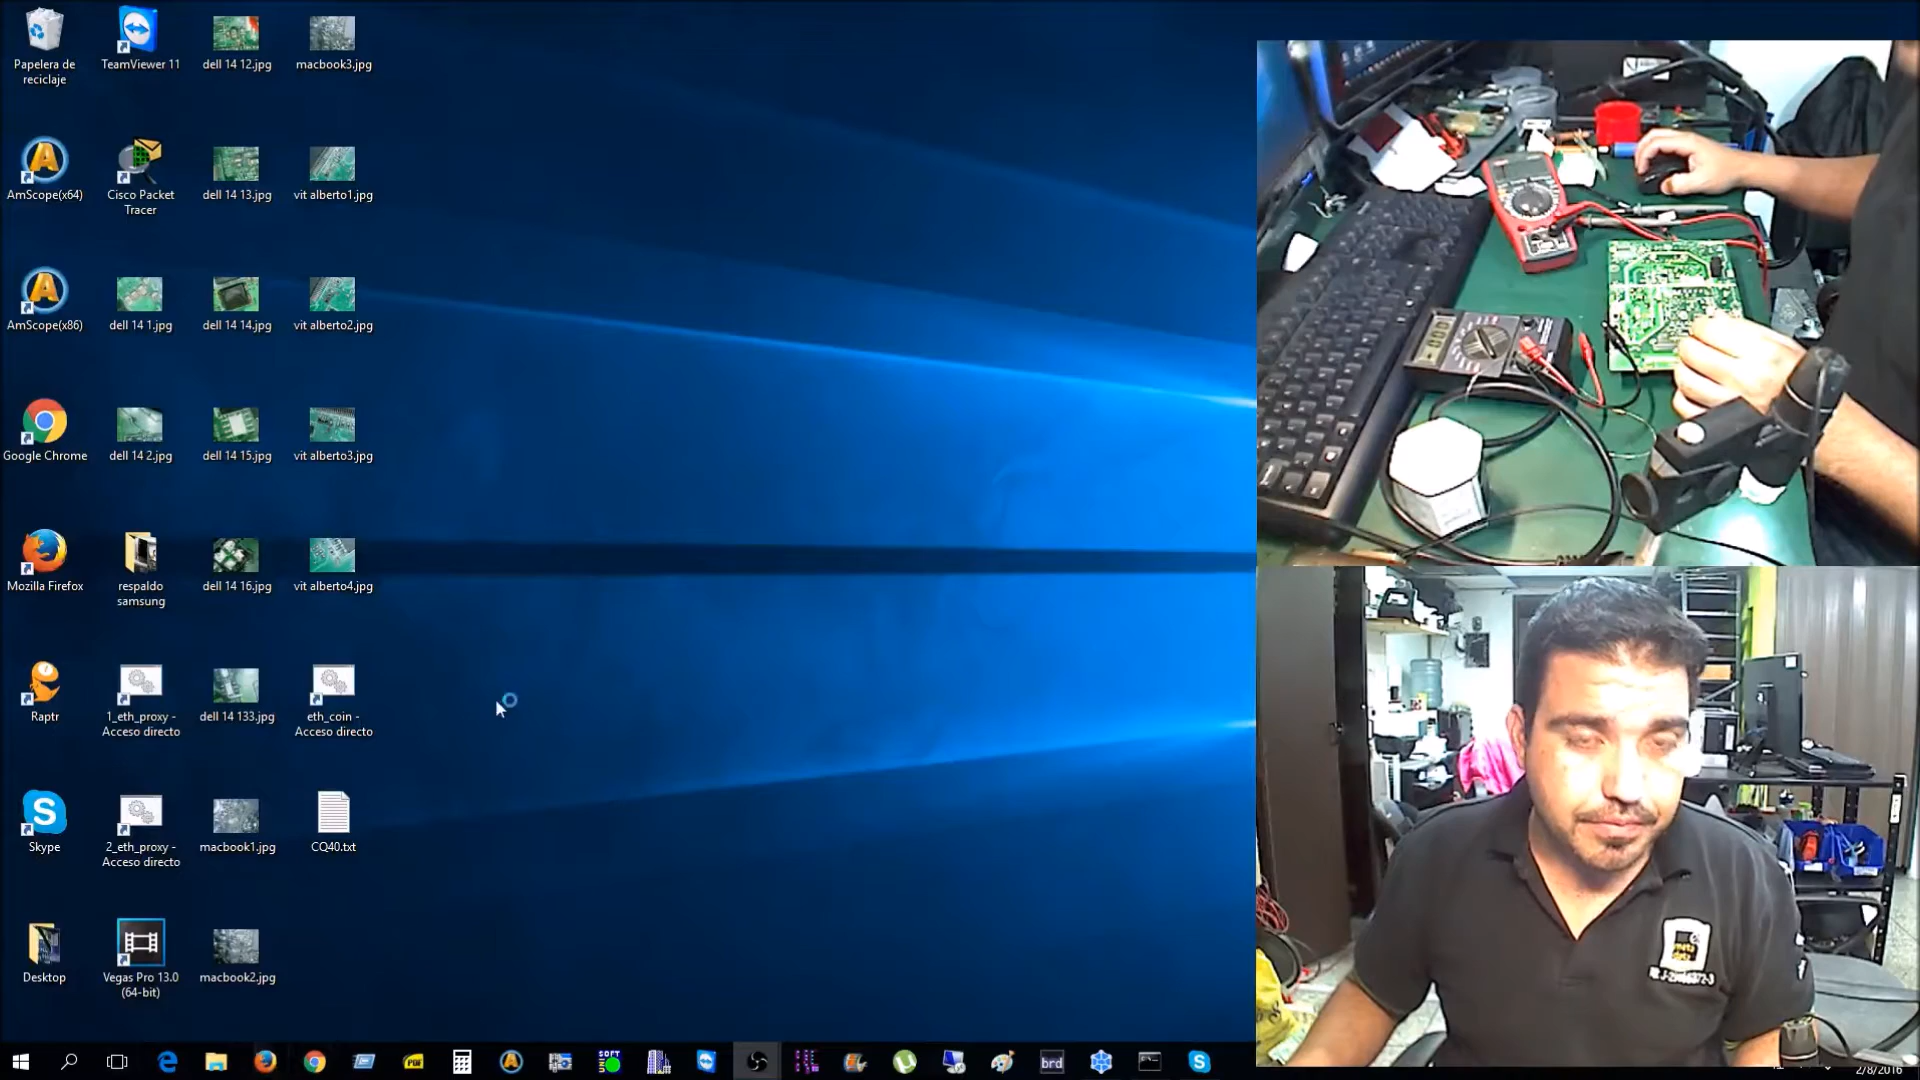 Papelera de
reciclaje
TeamViewer 11
dell 14 12.jpg
macbook3.jpg
AmScope(x64)
Cisco Packet
Tracer
dell 14 13.jpg
vit alberto1.jpg
AmScope(x86)
dell 14 1.jpg
dell 14 14.jpg
vit alberto2.jpg
Google Chrome
dell 14 2.jpg
dell 14 15.jpg
vit alberto3.jpg
Mozilla Firefox
respaldo
samsung
dell 14 16.jpg
vit alberto4.jpg
Raptr
1_eth_proxy -
Acceso directo
dell 14 133.jpg
eth_coin -
Acceso directo
Skype
2_eth_proxy -
Acceso directo
macbook1.jpg
CQ40.txt
Desktop
Vegas Pro 13.0
(64-bit)
macbook2.jpg
PDF
SOFT
brd
2/8/2016